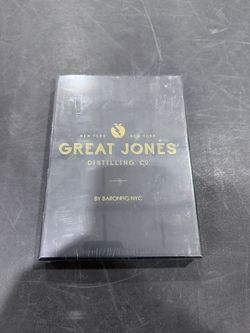 NEW YORK NEW YORK
GREAT JONES
DISTILLING CO.
BY BARONFIG NYC